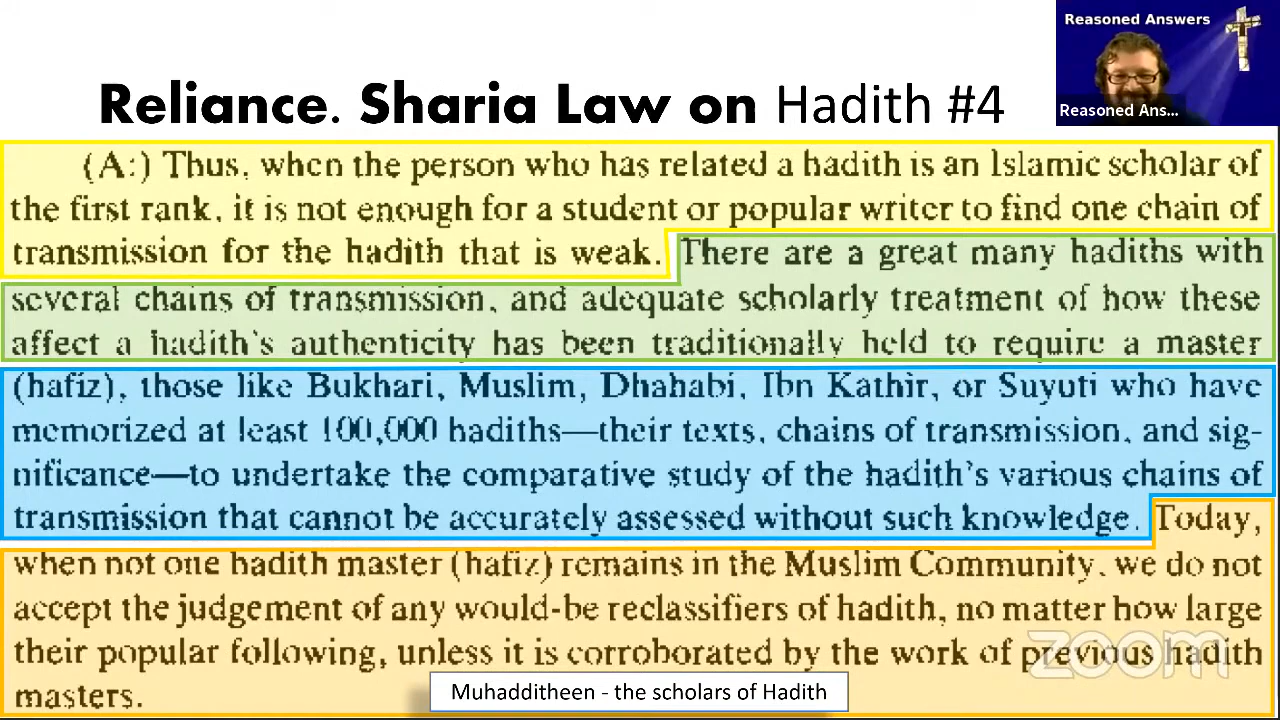 Reasoned Answers
Reasoned Ans...
Reliance. Sharia Law on Hadith #4
(A:) Thus, when the person who has related a hadith is an Islamic scholar of
the first rank, it is not enough for a student or popular writer to find one chain of
transmission for the hadith that is weak. There are a great many hadiths with
several chains of transmission, and adequate scholarly treatment of how these
affect a hadith's authenticity has been traditionally held to require a master
(hafiz), those like Bukhari, Muslim, Dhahabi, Ibn Kathir, or Suyuti who have
memorized at least 100,000 hadiths—their texts, chains of transmission, and sig-
nificance—to undertake the comparative study of the hadith's various chains of
transmission that cannot be accurately assessed without such knowledge. Today,
when not one hadith master (hafiz) remains in the Muslim Community, we do not
accept the judgement of any would-be reclassifiers of hadith, no matter how large
their popular following, unless it is corroborated by the work of previous hadith
masters.
zoom
Muhadditheen - the scholars of Hadith